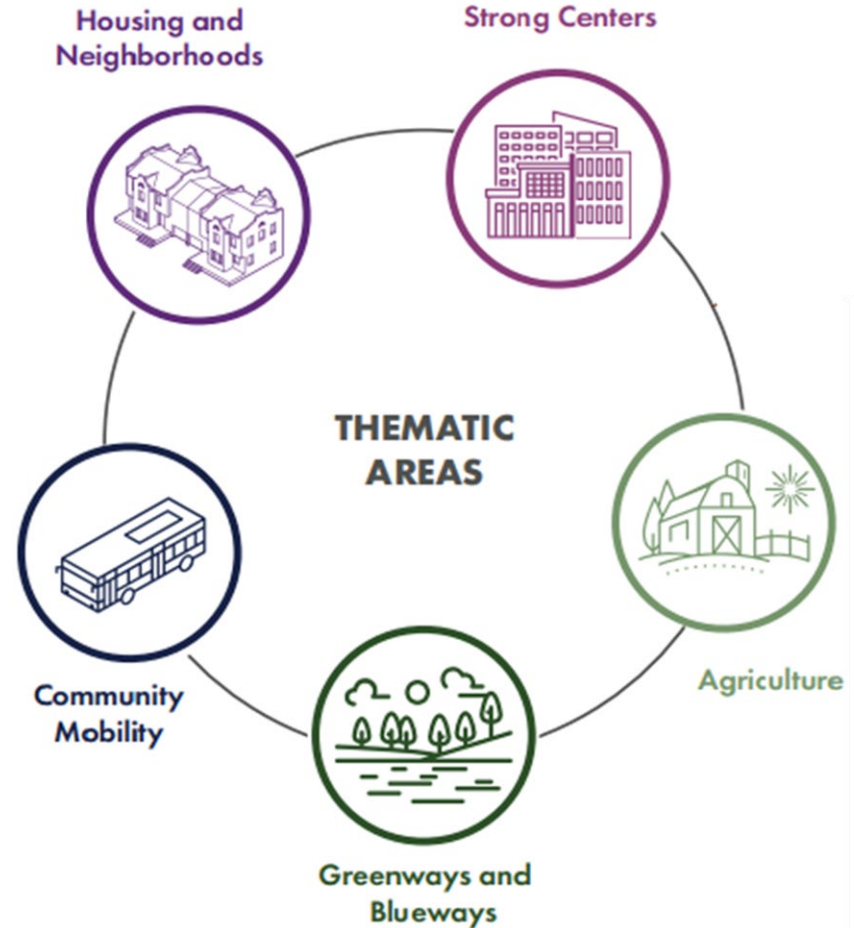 Housing and
Neighborhoods
Strong Centers
THEMATIC
AREAS
Agriculture
Community
Mobility
Greenways and
Blueways